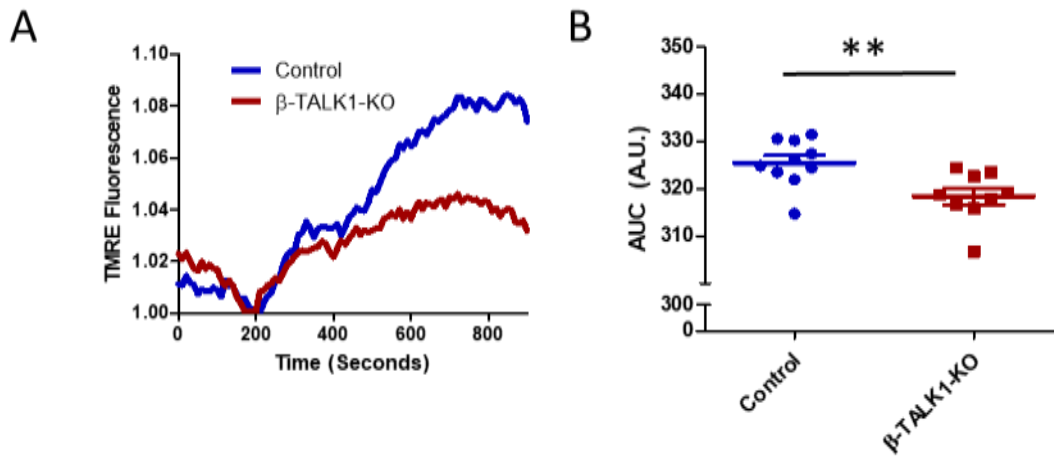 A
TMRE Fluorescence
1.10
1.08
1.06
1.04
1.02
1.00
Control
β-TALK1-KO
0
200
400
600
800
Time (Seconds)
B
**
AUC (A.U.)
350
340
330
320
310
300
0
Control
β-TALK1-KO